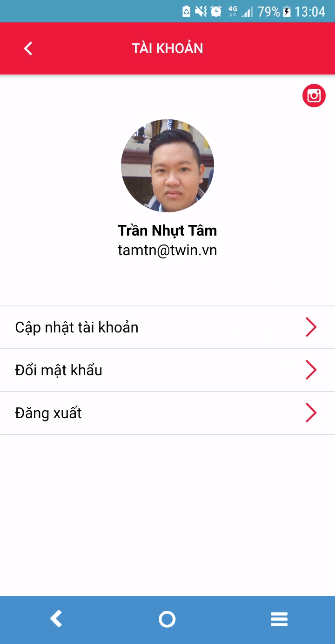 4G 79% 13:04
TÀI KHOẢN
Trần Nhựt Tâm
tamtn@twin.vn
Cập nhật tài khoản
Đổi mật khẩu
Đăng xuất